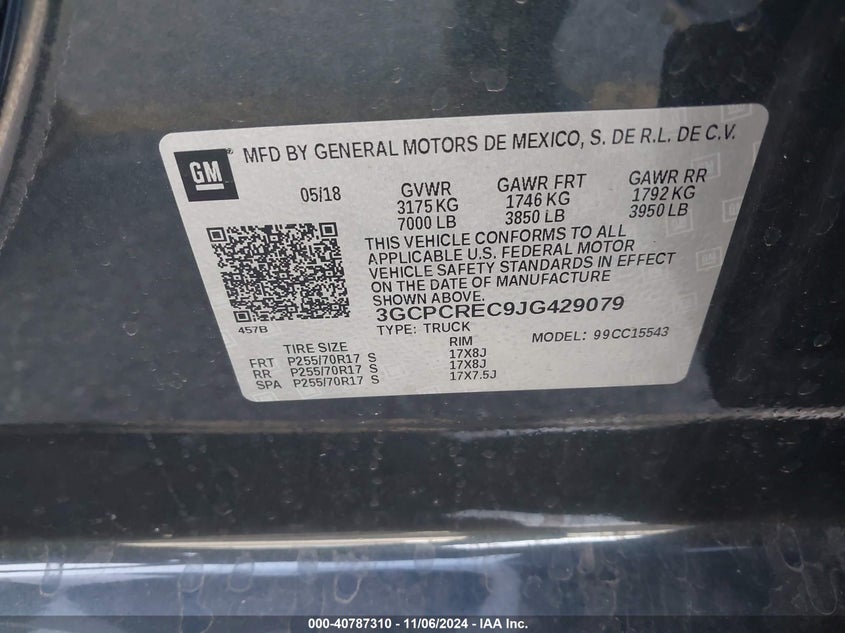 GM
MFD BY GENERAL MOTORS DE MEXICO, S. DE R.L. DE C.V.
05/18 GVWR GAWR FRT GAWR RR
3175 KG 1746 KG 1792 KG
7000 LB 3850 LB 3950 LB
THIS VEHICLE CONFORMS TO ALL
APPLICABLE U.S. FEDERAL MOTOR
VEHICLE SAFETY STANDARDS IN EFFECT
ON THE DATE OF MANUFACTURE
SHOWN ABOVE.
3GCPCREC9JG429079
457B
TYPE: TRUCK
MODEL: 99CC15543
TIRE SIZE RIM
FRT P255/70R17 S 17X8J
RR P255/70R17 S 17X8J
SPA P255/70R17 S 17X7.5J
000-40787310 - 11/06/2024 - IAA Inc.